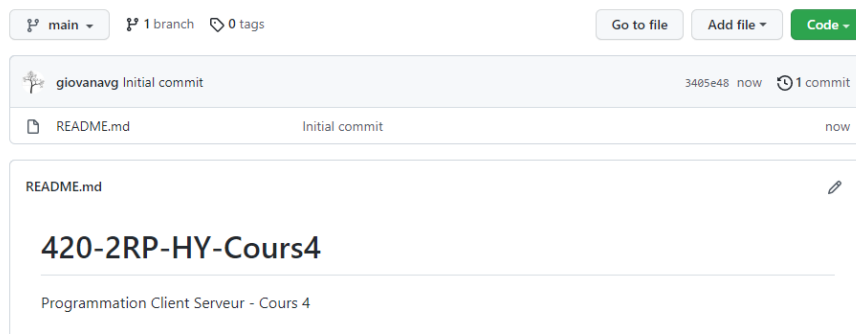 main 1 branch 0 tags Go to file Add file Code
giovanavg Initial commit 3405e48 now 1 commit
README.md Initial commit now
README.md
420-2RP-HY-Cours4
Programmation Client Serveur - Cours 4